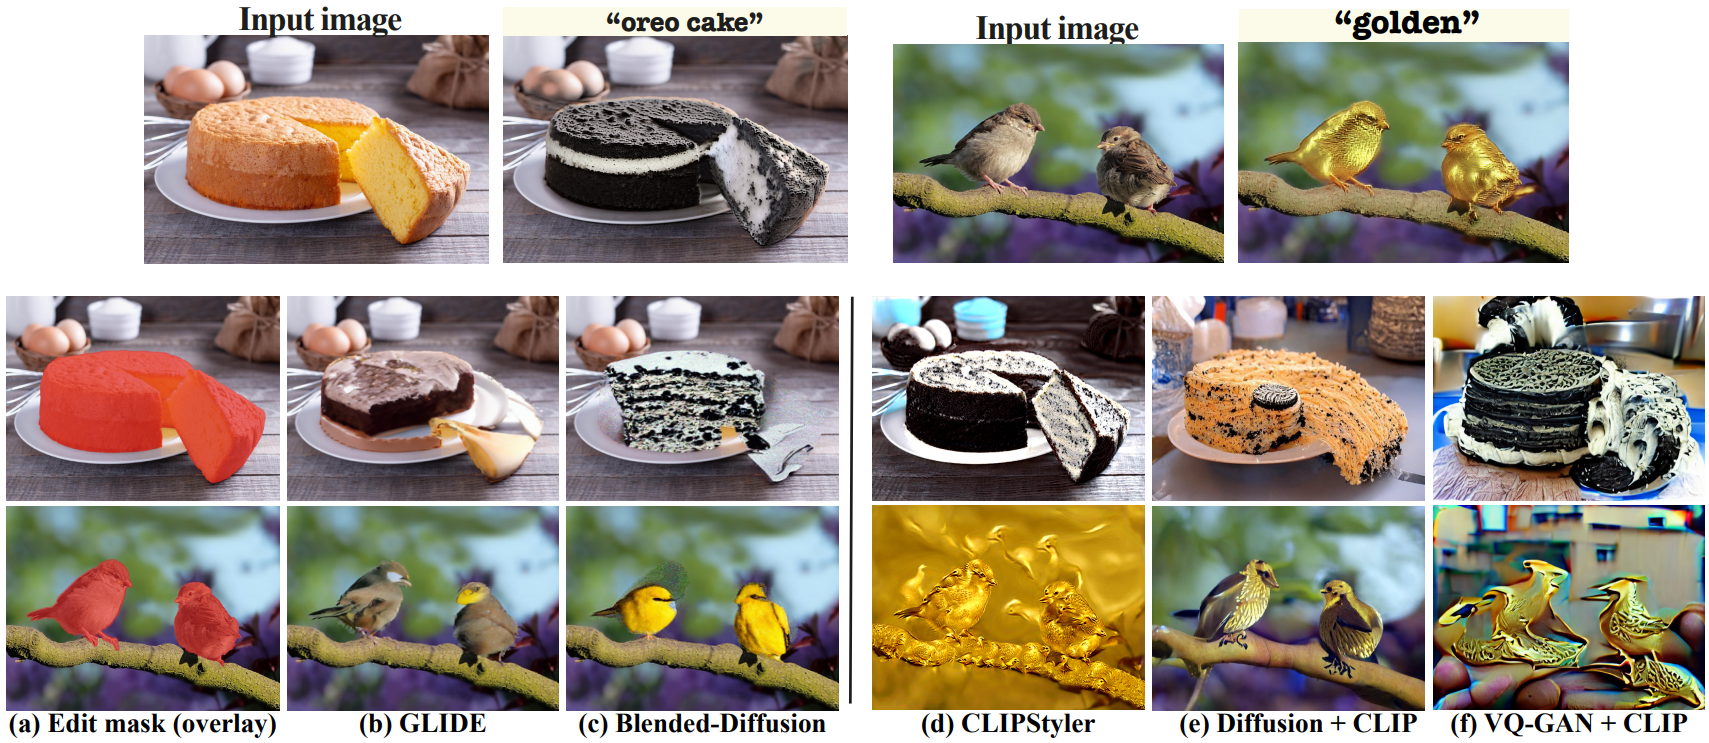 Input image
“oreo cake”
Input image
“golden”
(a) Edit mask (overlay)
(b) GLIDE
(c) Blended-Diffusion
(d) CLIPStyler
(e) Diffusion + CLIP
(f) VQ-GAN + CLIP